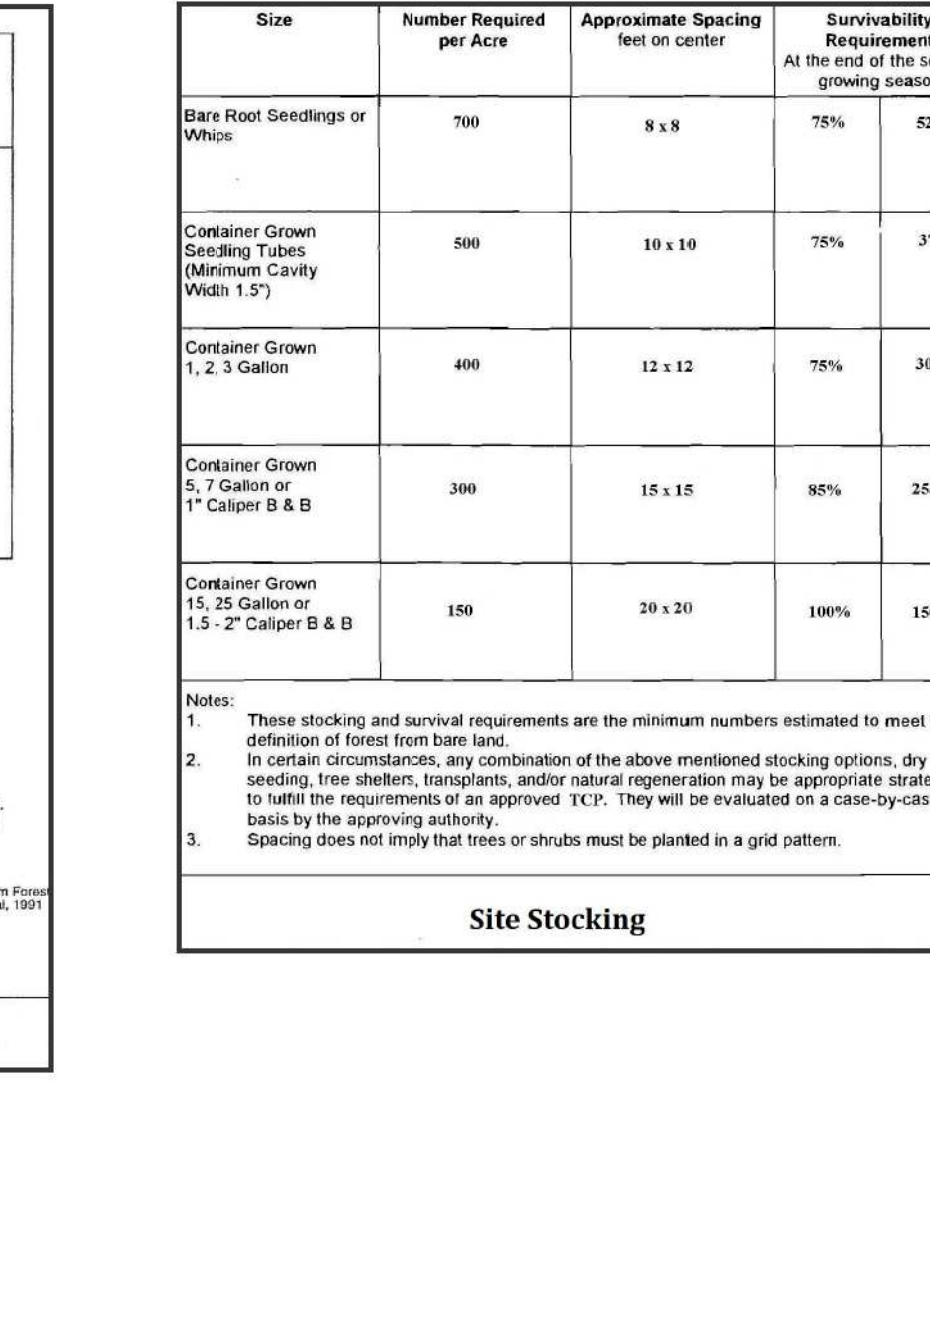 Size
Number Required
per Acre
Approximate Spacing
feet on center
Survivability
Requirement
At the end of the
growing
Bare Root Seedlings or
Whips
700
8 x 8
75%
Container Grown
Seedling Tubes
(Minimum Cavity
Width 1.5")
500
10 x 10
75%
Container Grown
1, 2, 3 Gallon
400
12 x 12
75%
Container Grown
5, 7 Gallon or
1" Caliper B & B
300
15 x 15
85%
Container Grown
15, 25 Gallon or
1.5 - 2" Caliper B & B
150
20 x 20
100%
Notes:
1. These stocking and survival requirements are the minimum numbers estimated to meet
definition of forest from bare land.
2. In certain circumstances, any combination of the above mentioned stocking options, dry
seeding, tree shelters, transplants, and/or natural regeneration may be appropriate
to fulfill the requirements of an approved TCP. They will be evaluated on a case-by-cas
basis by the approving authority.
3. Spacing does not imply that trees or shrubs must be planted in a grid pattern.
Site Stocking
Forest
1991